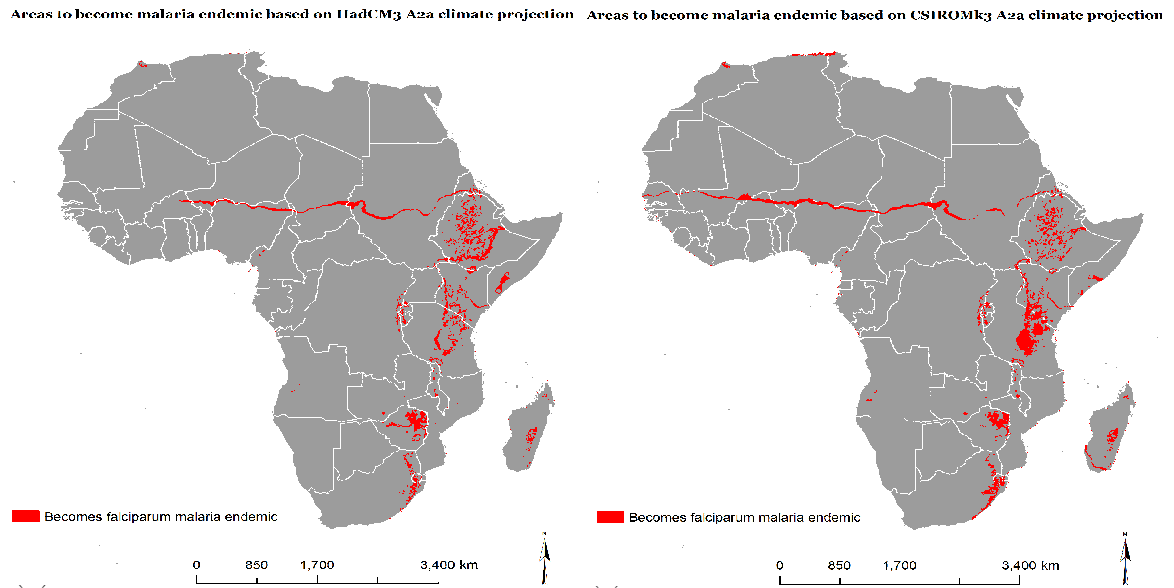 Areas to become malaria endemic based on HadCM3 A2a climate projection
Areas to become malaria endemic based on CSIROMk3 A2a climate projection
Becomes falciparum malaria endemic
Becomes falciparum malaria endemic
0 850 1,700 3,400 km
0 850 1,700 3,400 km